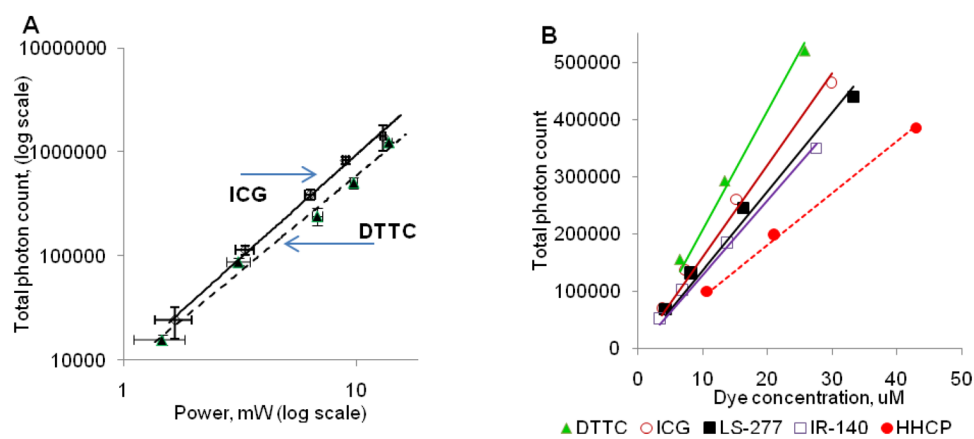 A
Total photon count, (log scale)
10000000
1000000
100000
10000
1
10
Power, mW (log scale)
ICG
DTTC
B
Total photon count
500000
400000
300000
200000
100000
0
0
10
20
30
40
50
Dye concentration, uM
DTTC ICG LS-277 IR-140 HHCP